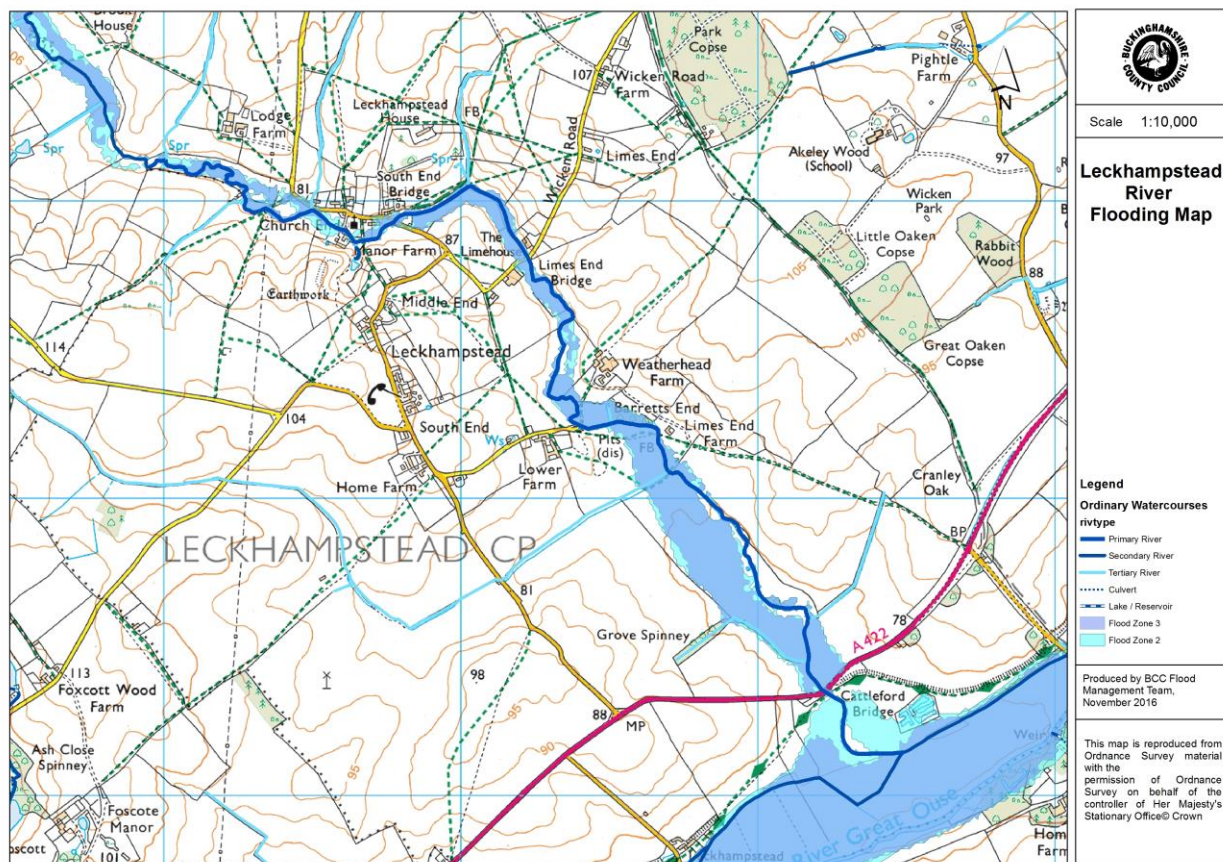 House
Park
Copse
107
Wicken Road
Farm
Pightle
Farm
N
Lodge
Farm
Leckhampstead
House
FB
Spr
Spr
Spr
Wicken Road
Limes End
Akeley Wood
(School)
97
81
South End
Bridge
Wicken
Park
Church
87
Manor Farm
The
Limehouse
Limes End
Bridge
Little Oaken
Copse
Rabbit
Wood
88
105
Earthwork
Middle End
100
114
Leckhampstead
Great Oaken
Copse
95
Weatherhead
Farm
104
South End
Barretts End
Limes End
Farm
Pits
(dis)
FB
Lower
Farm
Home Farm
Cranley
Oak
BP
LECKHAMPSTEAD CP
81
Grove Spinney
78
A 422
113
Foxcott Wood
Farm
98
95
88
MP
90
Cattleford
Bridge
Weir
Ash Close
Spinney
95
Foscote
Manor
101
River Great Ouse
Farm
BUCKINGHAMSHIRE
COUNTY COUNCIL
Scale 1:10,000
Leckhampstead
River
Flooding Map
Legend
Ordinary Watercourses
rivtype
Primary River
Secondary River
Tertiary River
Culvert
Lake / Reservoir
Flood Zone 3
Flood Zone 2
Produced by BCC Flood
Management Team,
November 2016
This map is reproduced from
Ordnance Survey material
with the
permission of Ordnance
Survey on behalf of the
controller of Her Majesty's
Stationary Office© Crown